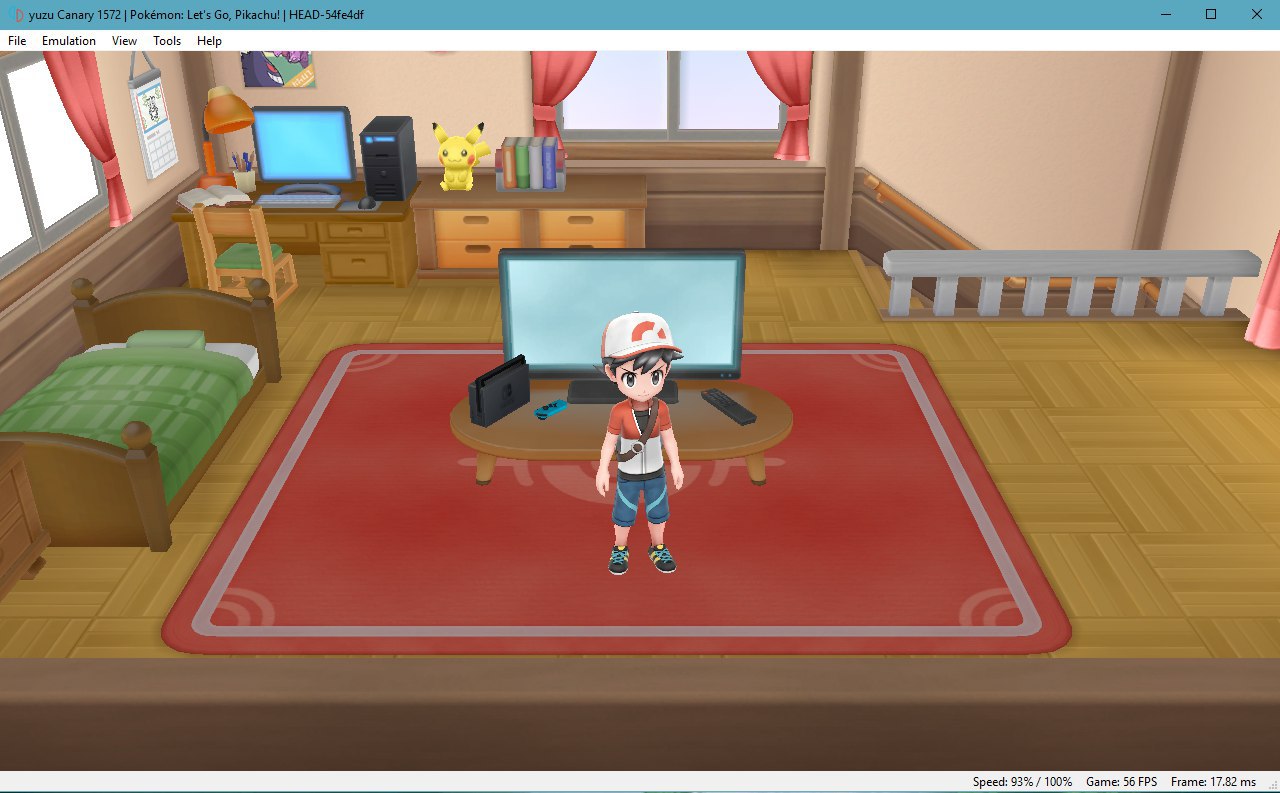 yuzu Canary 1572 | Pokémon: Let's Go, Pikachu! | HEAD-54fe4df
File Emulation View Tools Help
Speed: 93% / 100% Game: 56 FPS Frame: 17.82 ms